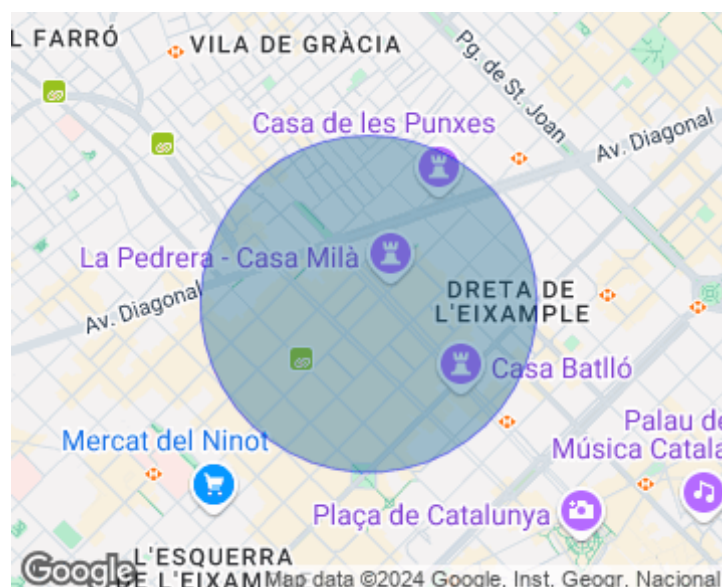 L FARRÓ
VILA DE GRÀCIA
Pg. de St. Joan
Casa de les Punxes
Av. Diagonal
La Pedrera - Casa Milà
DRETA DE
L'EIXAMPLE
Av. Diagonal
Casa Batlló
Mercat del Ninot
Palau de
Música Catala
Plaça de Catalunya
L'ESQUERRA
DE L'EIXAM
Google
Map data ©2024 Google, Inst. Geogr. Nacional